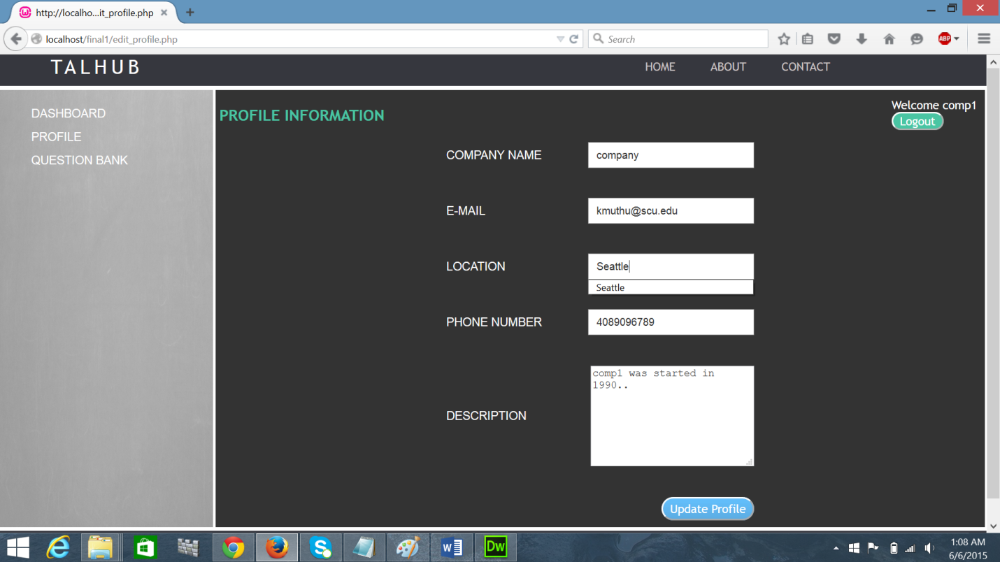 http://localho...it_profile.php
localhost/final1/edit_profile.php
Search
ABP
TALHUB
HOME ABOUT CONTACT
DASHBOARD
PROFILE
QUESTION BANK
PROFILE INFORMATION
Welcome comp1
Logout
COMPANY NAME company
E-MAIL kmuthu@scu.edu
LOCATION Seattle
Seattle
PHONE NUMBER 4089096789
DESCRIPTION
comp1 was started in
1990..
Update Profile
Dw
1:08 AM
6/6/2015